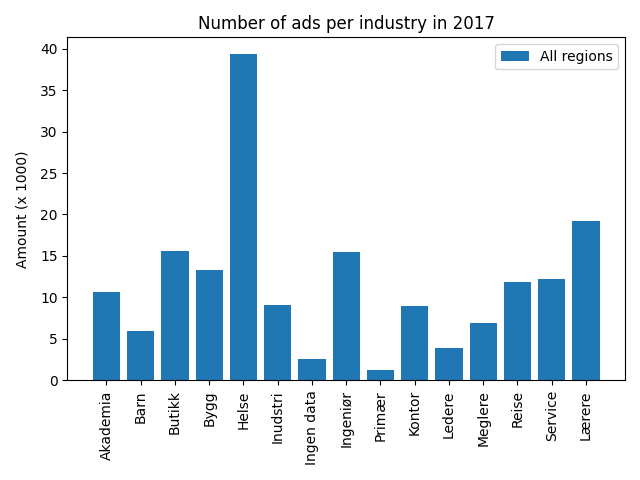 Number of ads per industry in 2017
All regions
Amount (x 1000)
40
35
30
25
20
15
10
5
0
Akademia
Barn
Butikk
Bygg
Helse
Inudstri
Ingen data
Ingeniør
Primær
Kontor
Ledere
Meglere
Reise
Service
Lærere